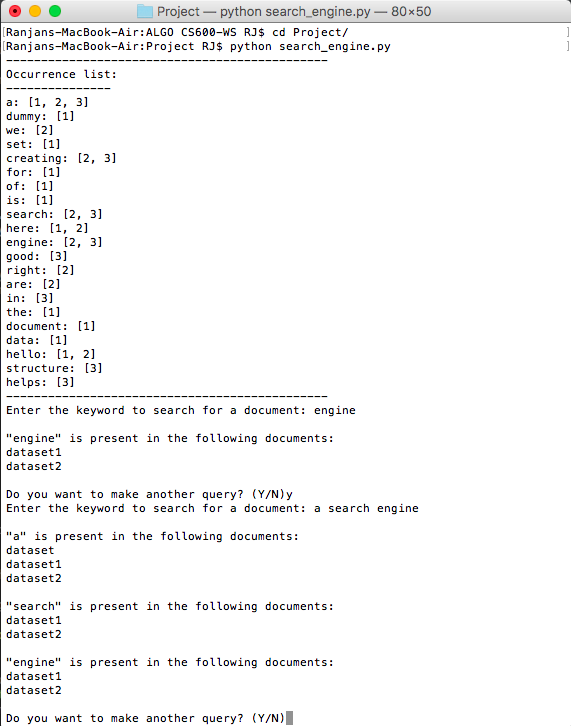 Project — python search_engine.py — 80×50
[Ranjans-MacBook-Air:ALGO CS600-WS RJ$ cd Project/ ]
[Ranjans-MacBook-Air:Project RJ$ python search_engine.py ]
----------------------------------------------
Occurrence list:
---------------
a: [1, 2, 3]
dummy: [1]
we: [2]
set: [1]
creating: [2, 3]
for: [1]
of: [1]
is: [1]
search: [2, 3]
here: [1, 2]
engine: [2, 3]
good: [3]
right: [2]
are: [2]
in: [3]
the: [1]
document: [1]
data: [1]
hello: [1, 2]
structure: [3]
helps: [3]
----------------------------------------------
Enter the keyword to search for a document: engine
"engine" is present in the following documents:
dataset1
dataset2
Do you want to make another query? (Y/N)y
Enter the keyword to search for a document: a search engine
"a" is present in the following documents:
dataset
dataset1
dataset2
"search" is present in the following documents:
dataset1
dataset2
"engine" is present in the following documents:
dataset1
dataset2
Do you want to make another query? (Y/N)